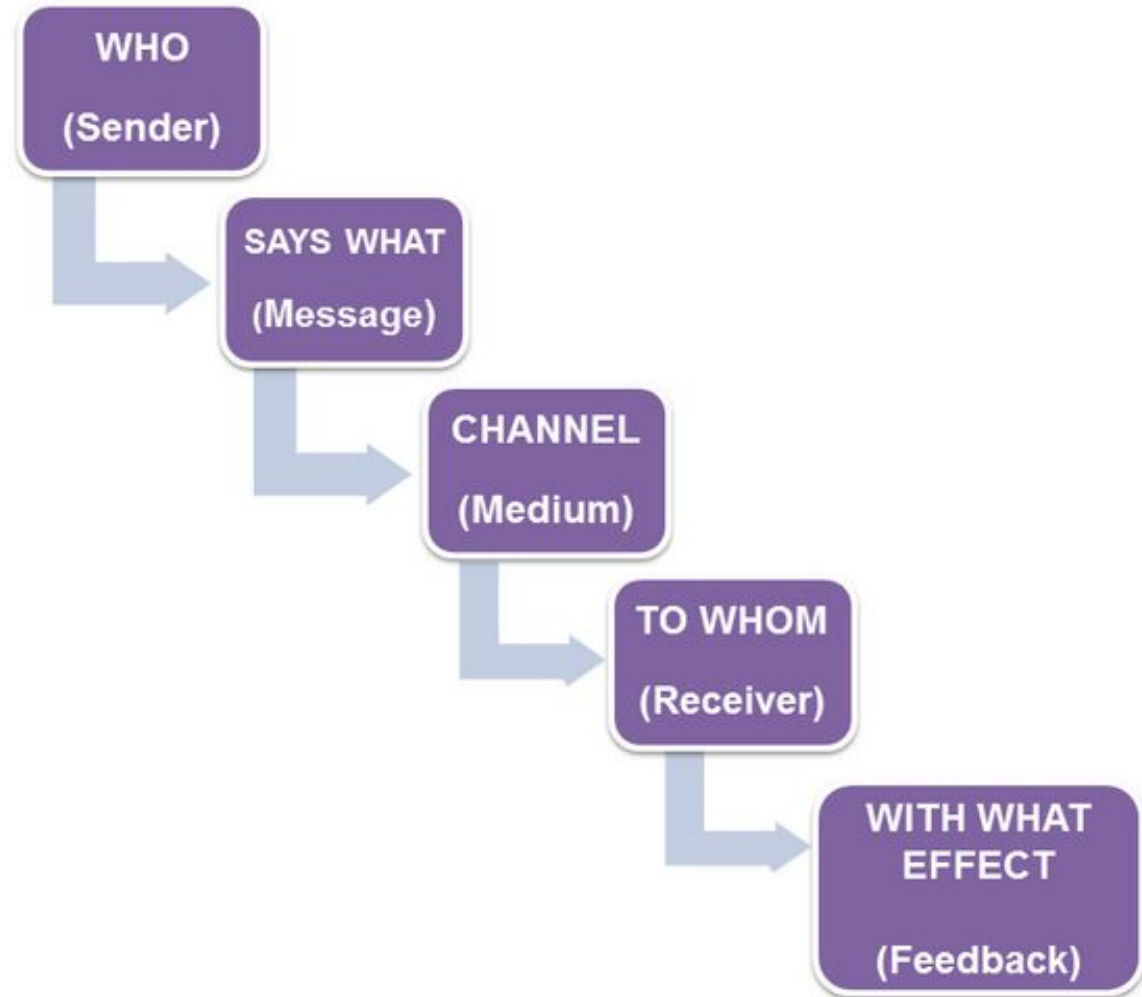 WHO
(Sender)
SAYS WHAT
(Message)
CHANNEL
(Medium)
TO WHOM
(Receiver)
WITH WHAT
EFFECT
(Feedback)